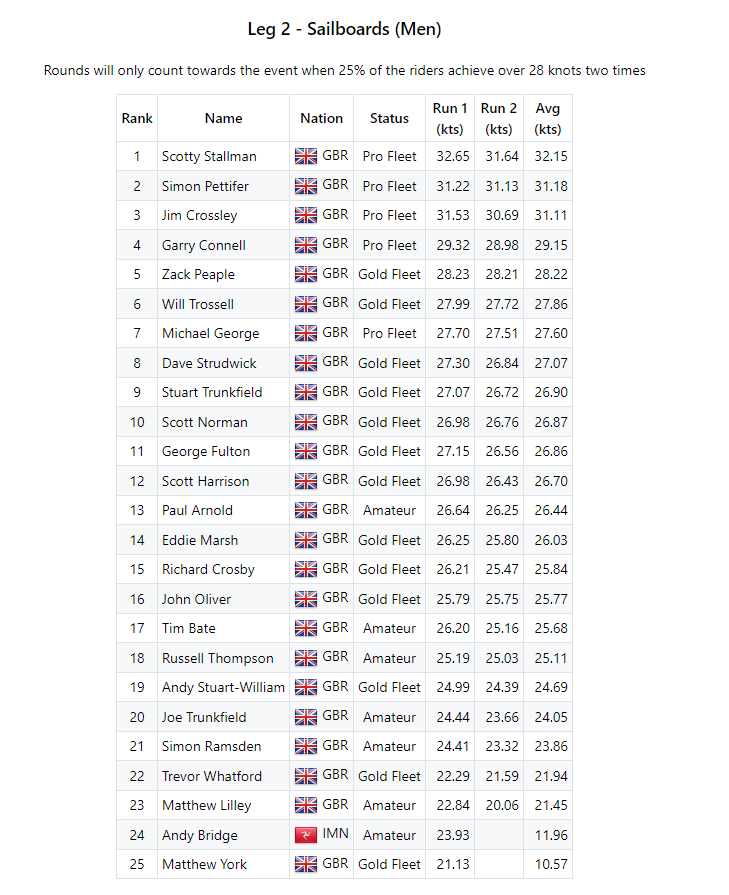 Leg 2 - Sailboards (Men)
Rounds will only count towards the event when 25% of the riders achieve over 28 knots two times
Rank Name Nation Status Run 1 (kts) Run 2 (kts) Avg (kts)
1 Scotty Stallman GBR Pro Fleet 32.65 31.64 32.15
2 Simon Pettifer GBR Pro Fleet 31.22 31.13 31.18
3 Jim Crossley GBR Pro Fleet 31.53 30.69 31.11
4 Garry Connell GBR Pro Fleet 29.32 28.98 29.15
5 Zack Peaple GBR Gold Fleet 28.23 28.21 28.22
6 Will Trossell GBR Gold Fleet 27.99 27.72 27.86
7 Michael George GBR Pro Fleet 27.70 27.51 27.60
8 Dave Strudwick GBR Gold Fleet 27.30 26.84 27.07
9 Stuart Trunkfield GBR Gold Fleet 27.07 26.72 26.90
10 Scott Norman GBR Gold Fleet 26.98 26.76 26.87
11 George Fulton GBR Gold Fleet 27.15 26.56 26.86
12 Scott Harrison GBR Gold Fleet 26.98 26.43 26.70
13 Paul Arnold GBR Amateur 26.64 26.25 26.44
14 Eddie Marsh GBR Gold Fleet 26.25 25.80 26.03
15 Richard Crosby GBR Gold Fleet 26.21 25.47 25.84
16 John Oliver GBR Gold Fleet 25.79 25.75 25.77
17 Tim Bate GBR Amateur 26.20 25.16 25.68
18 Russell Thompson GBR Amateur 25.19 25.03 25.11
19 Andy Stuart-William GBR Gold Fleet 24.99 24.39 24.69
20 Joe Trunkfield GBR Amateur 24.44 23.66 24.05
21 Simon Ramsden GBR Amateur 24.41 23.32 23.86
22 Trevor Whatford GBR Gold Fleet 22.29 21.59 21.94
23 Matthew Lilley GBR Amateur 22.84 20.06 21.45
24 Andy Bridge IMN Amateur 23.93 11.96
25 Matthew York GBR Gold Fleet 21.13 10.57